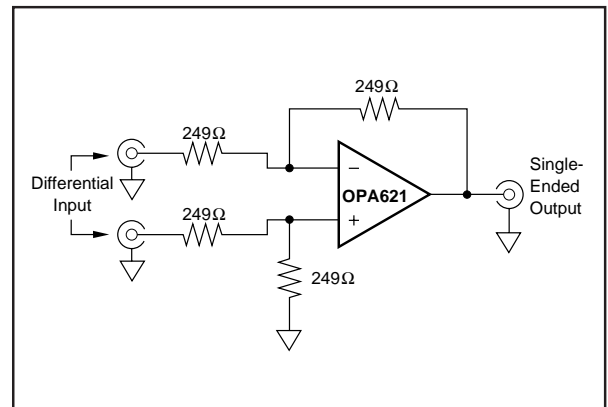 249Ω
249Ω
Differential
Input
−
OPA621
+
Single-
Ended
Output
249Ω
249Ω